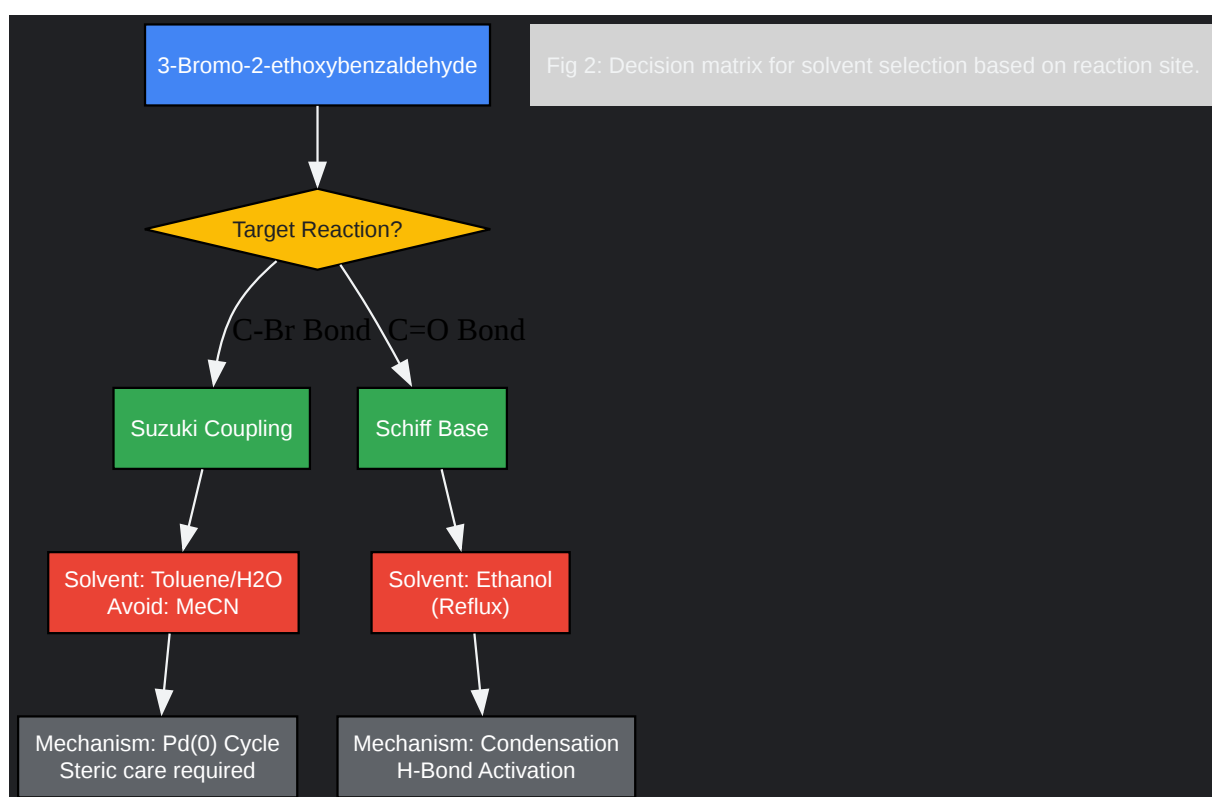 3-Bromo-2-ethoxybenzaldehyde
Fig 2: Decision matrix for solvent selection based on reaction site.
Target Reaction?
C-Br Bond
C=O Bond
Suzuki Coupling
Schiff Base
Solvent: Toluene/H2O
Avoid: MeCN
Solvent: Ethanol
(Reflux)
Mechanism: Pd(0) Cycle
Steric care required
Mechanism: Condensation
H-Bond Activation